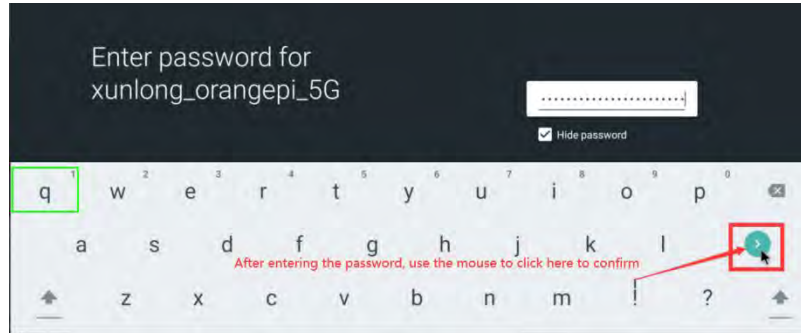 Enter password for
xunlong_orangepi_5G
Hide password
q 1 w 2 e 3 r 4 t 5 y 6 u 7 i 8 o 9 p 0
a s d f g h j k l
After entering the password, use the mouse to click here to confirm
z x c v b n m ! ?